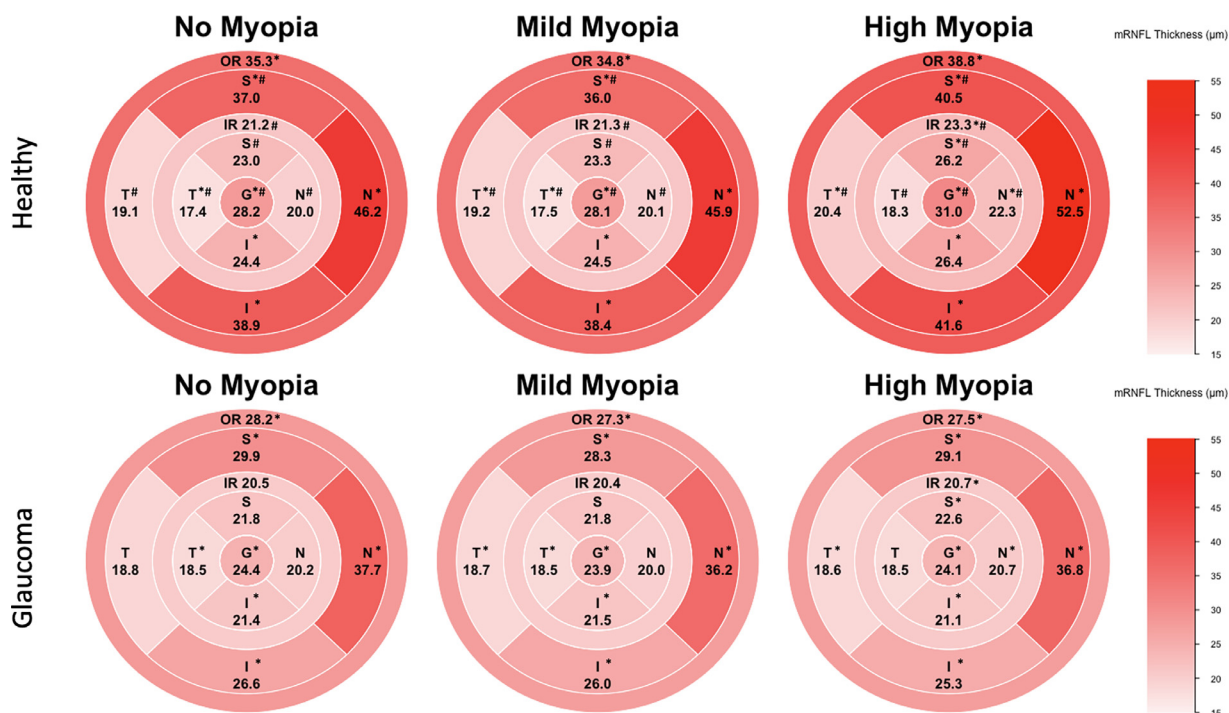 No Myopia
Mild Myopia
High Myopia
Healthy
OR 35.3*
S*#
37.0
IR 21.2#
S#
23.0
T#
19.1
T*#
17.4
G*#
28.2
N#
20.0
N*
46.2
I*
24.4
I*
38.9
OR 34.8*
S*#
36.0
IR 21.3#
S#
23.3
T*#
19.2
T*#
17.5
G*#
28.1
N#
20.1
N*
45.9
I*
24.5
I*
38.4
OR 38.8*
S*#
40.5
IR 23.3*#
S*#
26.2
T*#
20.4
T#
18.3
G*#
31.0
N*#
22.3
N*
52.5
I*
26.4
I*
41.6
mRNFL Thickness (μm)
55
50
45
40
35
30
25
20
15
No Myopia
Mild Myopia
High Myopia
Glaucoma
OR 28.2*
S*
29.9
IR 20.5
S
21.8
T
18.8
T*
18.5
G*
24.4
N
20.2
N*
37.7
I*
21.4
I*
26.6
OR 27.3*
S*
28.3
IR 20.4
S
21.8
T*
18.7
T*
18.5
G*
23.9
N
20.0
N*
36.2
I*
21.5
I*
26.0
OR 27.5*
S*
29.1
IR 20.7*
S*
22.6
T*
18.6
T
18.5
G*
24.1
N*
20.7
N*
36.8
I*
21.1
I*
25.3
mRNFL Thickness (μm)
55
50
45
40
35
30
25
20
15